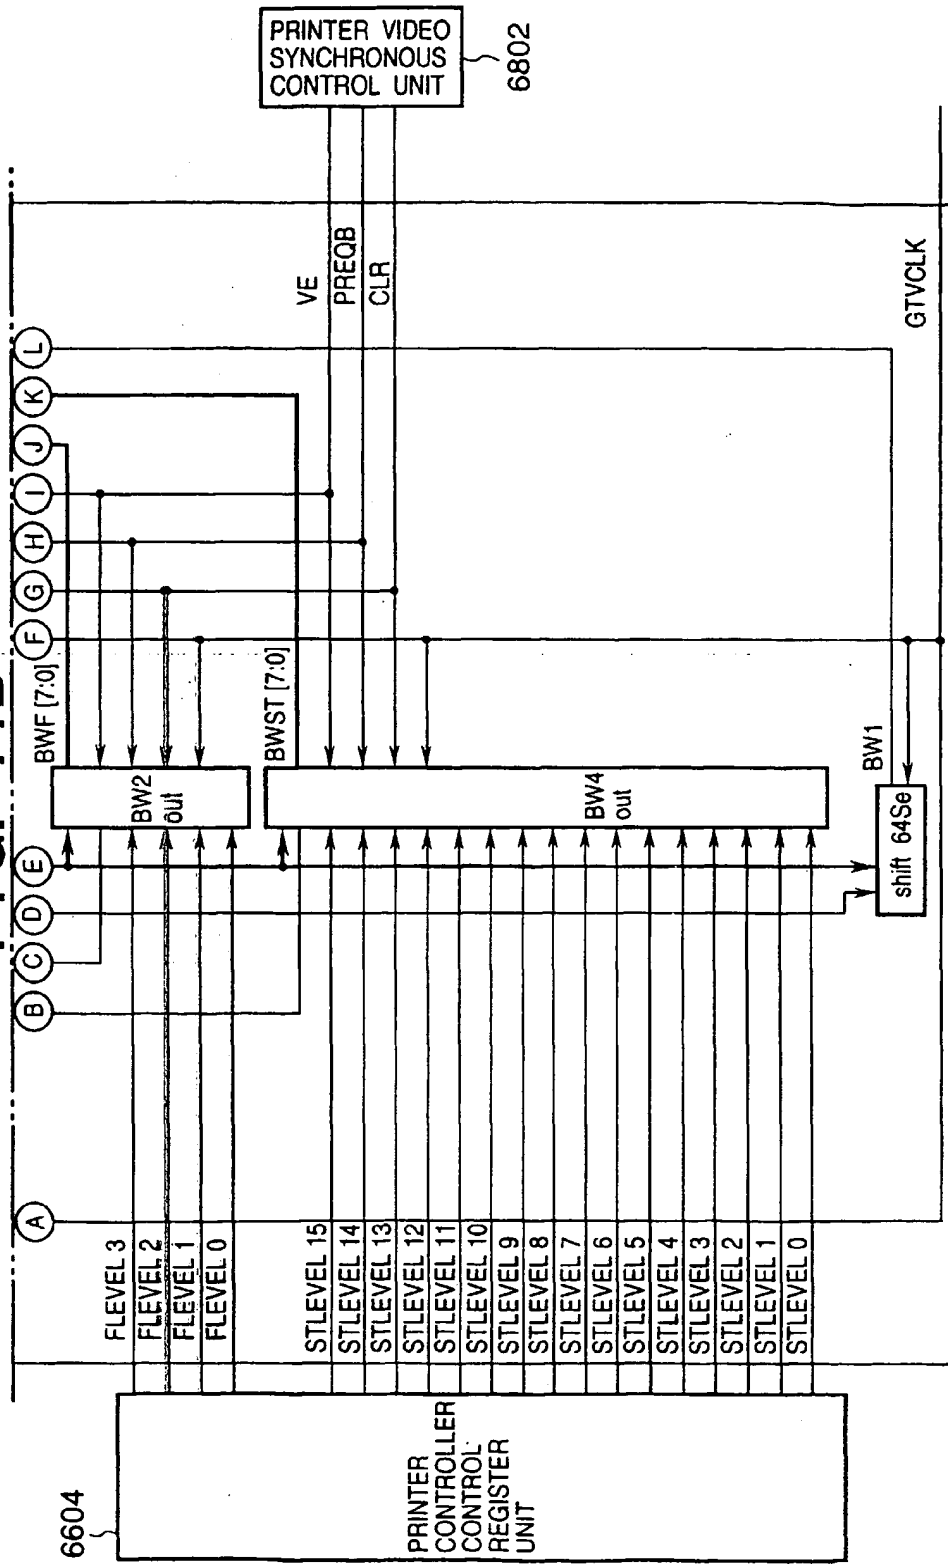 PRINTER VIDEO
SYNCHRONOUS
CONTROL UNIT
6802
A
B
C
D
E
F
G
H
I
J
K
L
VE
PREQB
CLR
GTVCLK
BWF [7:0]
BW2
out
BWST [7:0]
BW4
out
BW1
shift 64Se
FLEVEL 3
FLEVEL 2
FLEVEL 1
FLEVEL 0
STLEVEL 15
STLEVEL 14
STLEVEL 13
STLEVEL 12
STLEVEL 11
STLEVEL 10
STLEVEL 9
STLEVEL 8
STLEVEL 7
STLEVEL 6
STLEVEL 5
STLEVEL 4
STLEVEL 3
STLEVEL 2
STLEVEL 1
STLEVEL 0
6604
PRINTER
CONTROLLER
CONTROL
REGISTER
UNIT